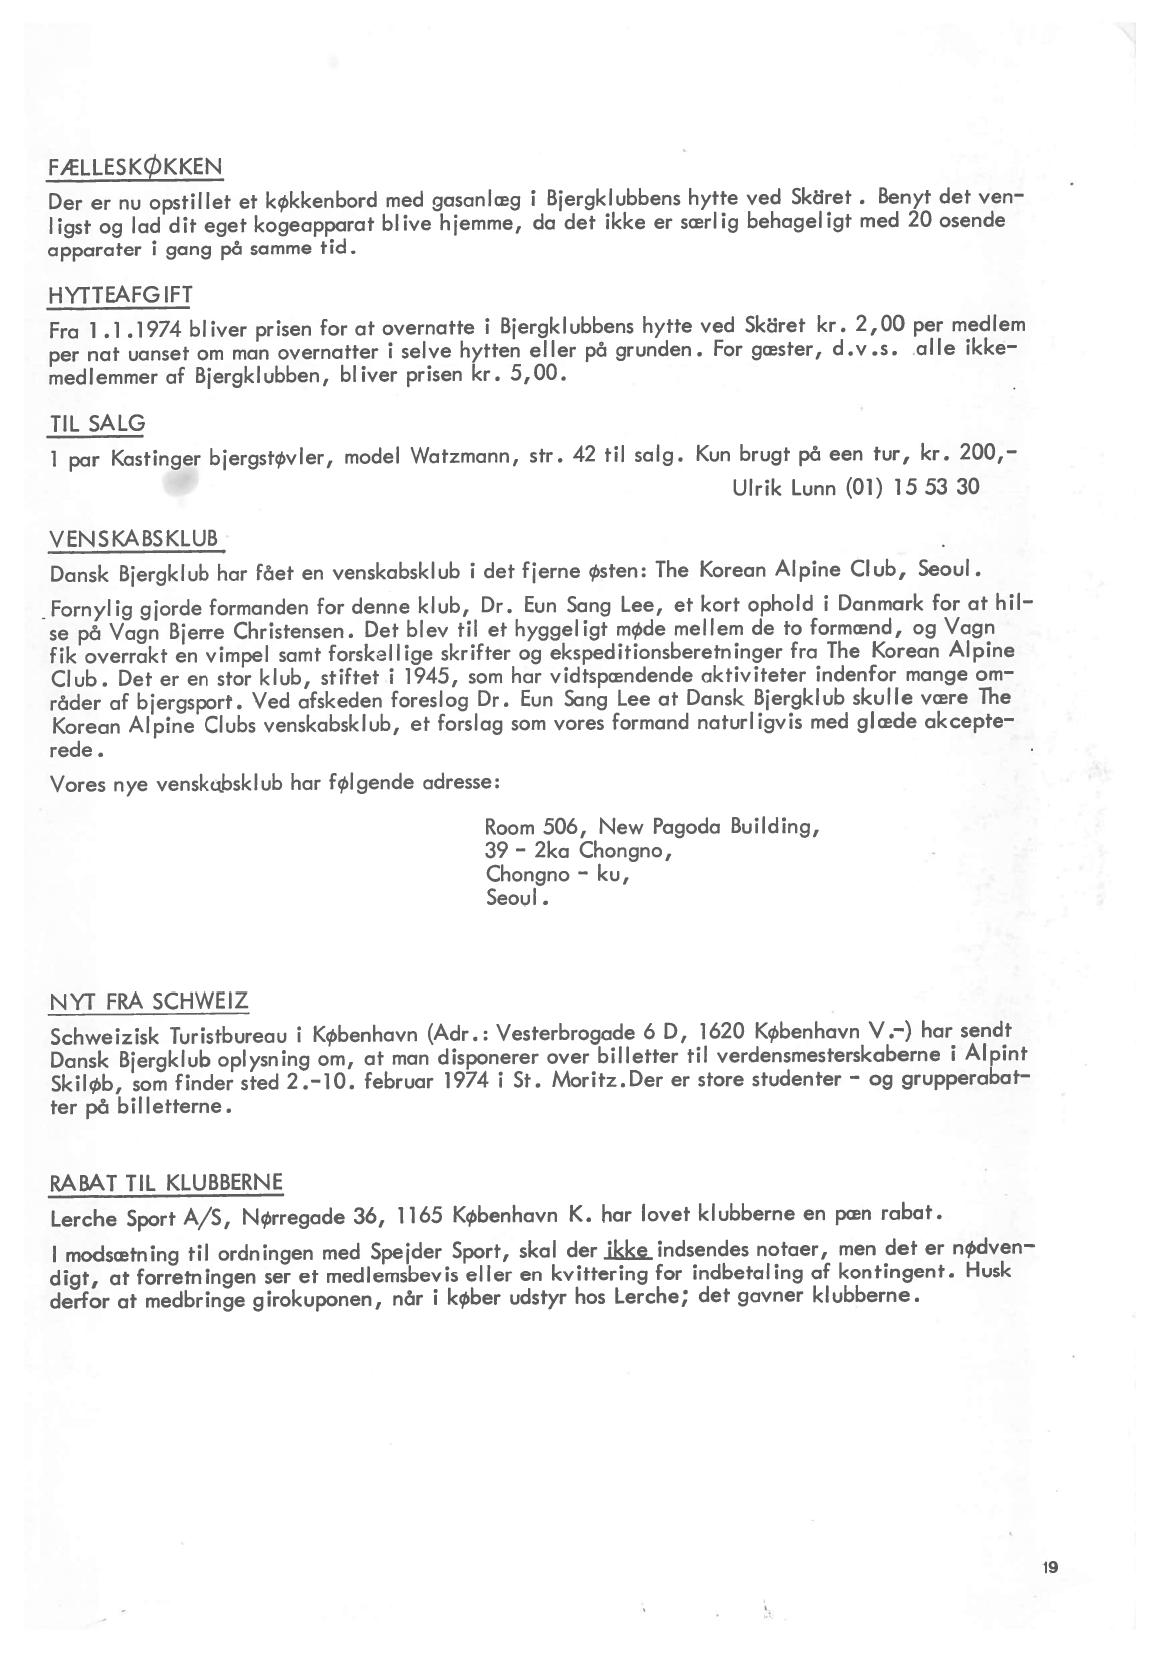 FÆLLESKØKKEN
Der er nu opstillet et køkkenbord med gasanlæg i Bjergklubbens hytte ved Skäret. Benyt det ven-
ligst og lad dit eget kogeapparat blive hjemme, da det ikke er særlig behageligt med 20 osende
apparater i gang på samme tid.
HYTTEAFGIFT
Fra 1.1.1974 bliver prisen for at overnatte i Bjergklubbens hytte ved Skäret kr. 2,00 per medlem
per nat uanset om man overnatter i selve hytten eller på grunden. For gæster, d.v.s. alle ikke-
medlemmer af Bjergklubben, bliver prisen kr. 5,00.
TIL SALG
1 par Kastinger bjergstøvler, model Watzmann, str. 42 til salg. Kun brugt på een tur, kr. 200,-
Ulrik Lunn (01) 15 53 30
VENSKABSKLUB
Dansk Bjergklub har fået en venskabsklub i det fjerne østen: The Korean Alpine Club, Seoul.
Fornylig gjorde formanden for denne klub, Dr. Eun Sang Lee, et kort ophold i Danmark for at hil-
se på Vagn Bjerre Christensen. Det blev til et hyggeligt møde mellem de to formænd, og Vagn
fik overrakt en vimpel samt forskellige skrifter og ekspeditionsberetninger fra The Korean Alpine
Club. Det er en stor klub, stiftet i 1945, som har vidtspændende aktiviteter indenfor mange om-
råder af bjergsport. Ved afskeden foreslog Dr. Eun Sang Lee at Dansk Bjergklub skulle være The
Korean Alpine Clubs venskabsklub, et forslag som vores formand naturligvis med glæde akcepte-
rede.
Vores nye venskabsklub har følgende adresse:
Room 506, New Pagoda Building,
39 - 2ka Chongno,
Chongno - ku,
Seoul.
NYT FRA SCHWEIZ
Schweizisk Turistbureau i København (Adr.: Vesterbrogade 6 D, 1620 København V.-) har sendt
Dansk Bjergklub oplysning om, at man disponerer over billetter til verdensmesterskaberne i Alpint
Skiløb, som finder sted 2.-10. februar 1974 i St. Moritz.Der er store studenter - og grupperabat-
ter på billetterne.
RABAT TIL KLUBBERNE
Lerche Sport A/S, Nørregade 36, 1165 København K. har lovet klubberne en pæn rabat.
I modsætning til ordningen med Spejder Sport, skal der ikke indsendes notaer, men det er nødven-
digt, at forretningen ser et medlemsbevis eller en kvittering for indbetaling af kontingent. Husk
derfor at medbringe girokuponen, når i køber udstyr hos Lerche; det gavner klubberne.
19